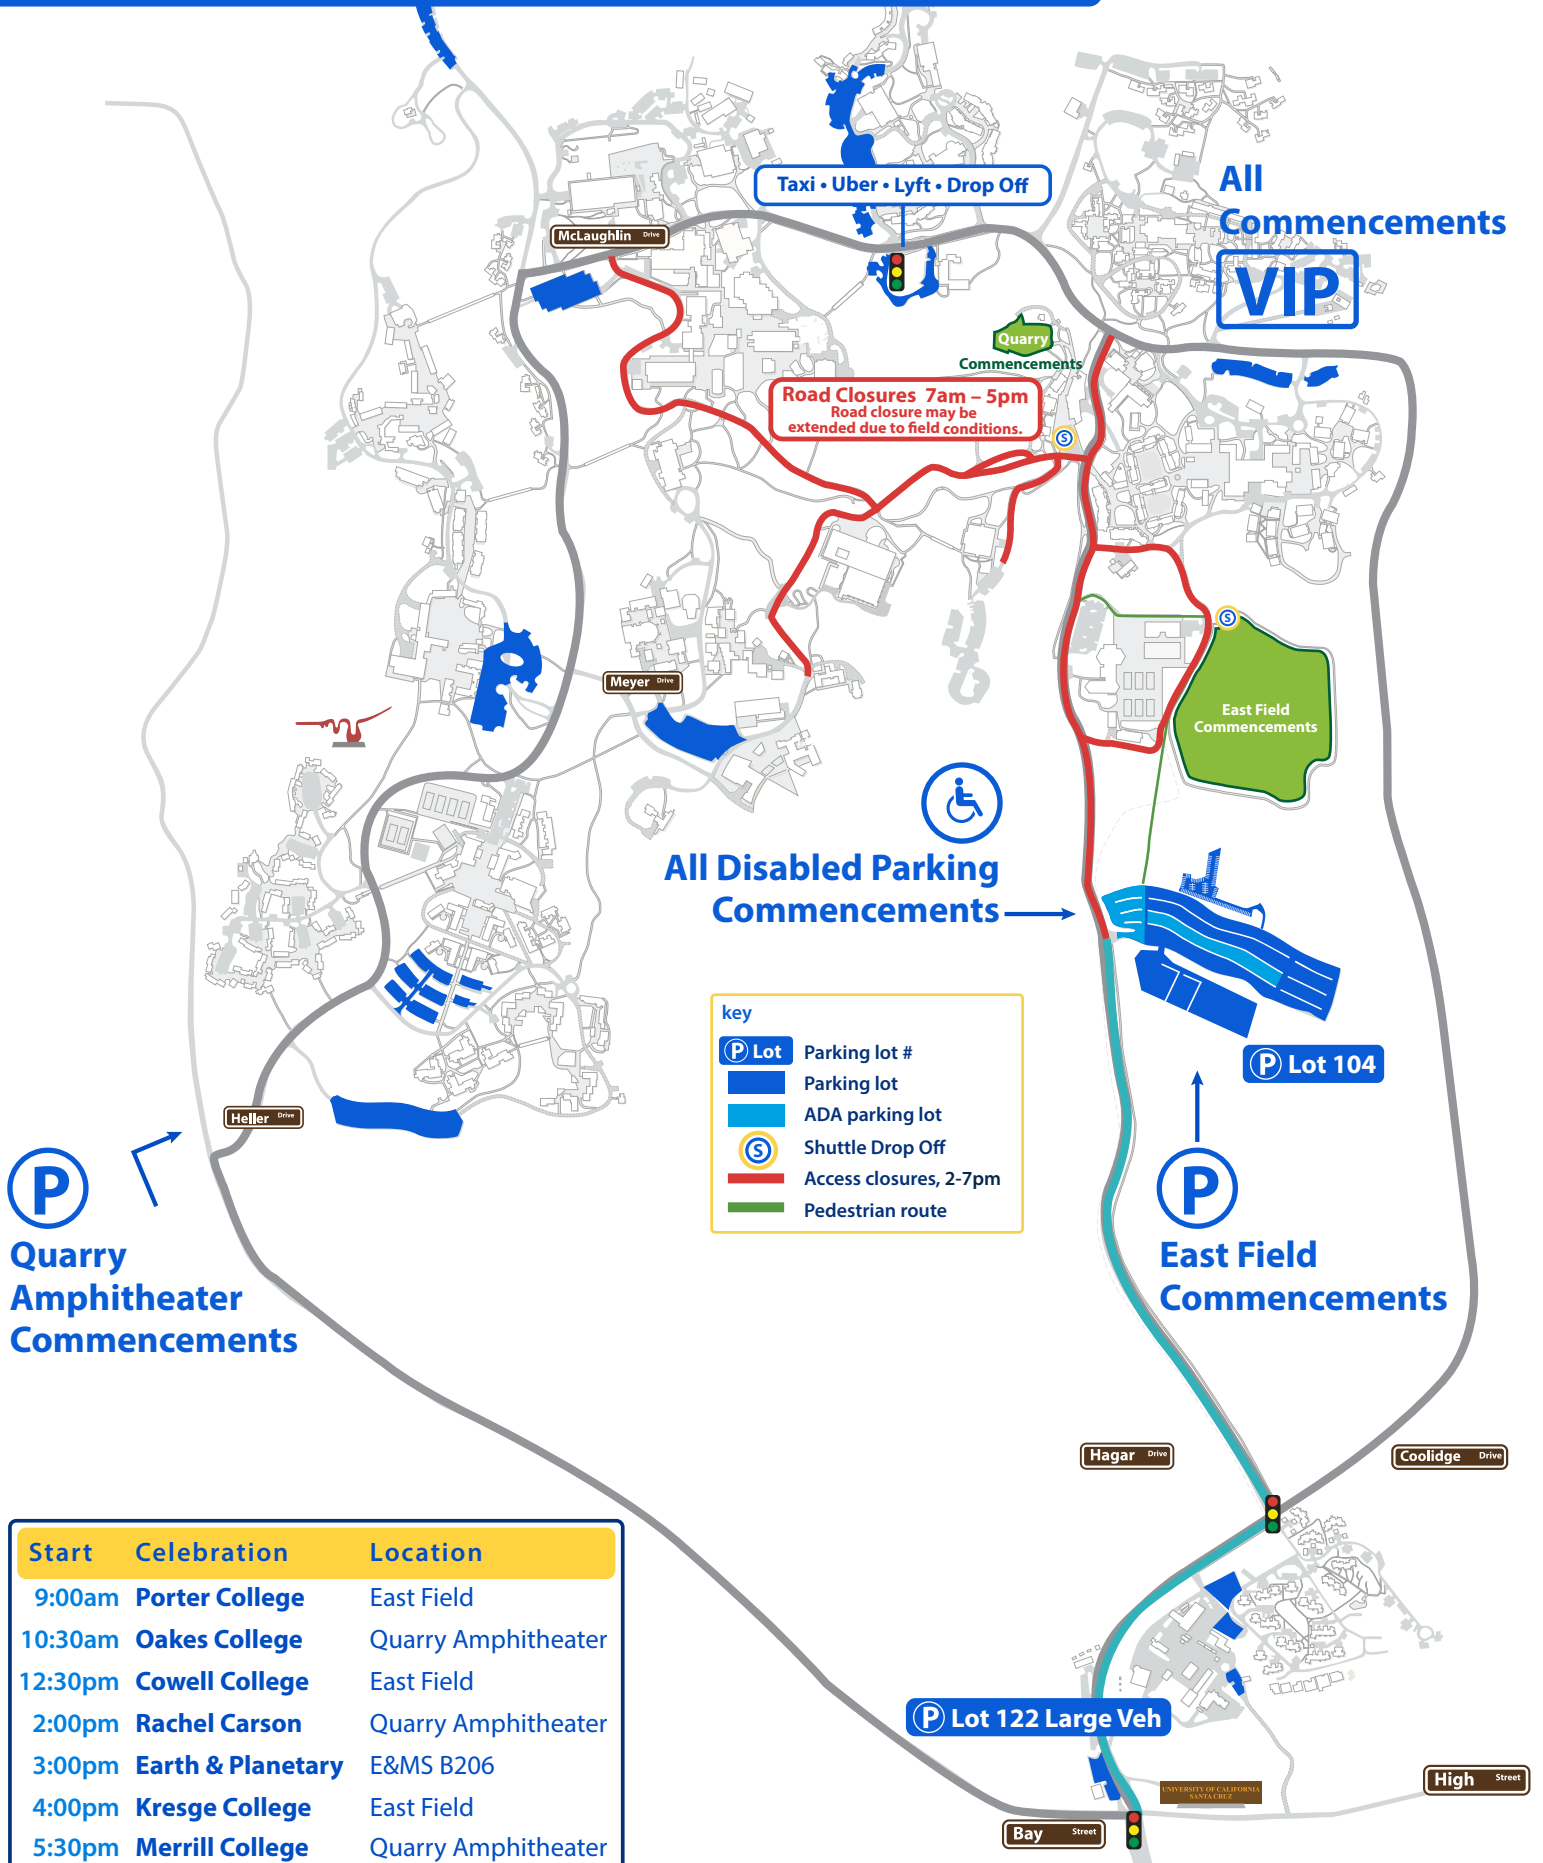 Taxi • Uber • Lyft • Drop Off
All
Commencements
VIP
McLaughlin Drive
Quarry
Commencements
Road Closures 7am – 5pm
Road closure may be
extended due to field conditions.
S
S
Meyer Drive
East Field
Commencements
All Disabled Parking
Commencements
key
P Lot Parking lot #
Parking lot
ADA parking lot
S Shuttle Drop Off
Access closures, 2-7pm
Pedestrian route
P Lot 104
Heller Drive
P
Quarry
Amphitheater
Commencements
P
East Field
Commencements
Hagar Drive
Coolidge Drive
Start Celebration Location
9:00am Porter College East Field
10:30am Oakes College Quarry Amphitheater
12:30pm Cowell College East Field
2:00pm Rachel Carson Quarry Amphitheater
3:00pm Earth & Planetary E&MS B206
4:00pm Kresge College East Field
5:30pm Merrill College Quarry Amphitheater
P Lot 122 Large Veh
UNIVERSITY OF CALIFORNIA
SANTA CRUZ
High Street
Bay Street